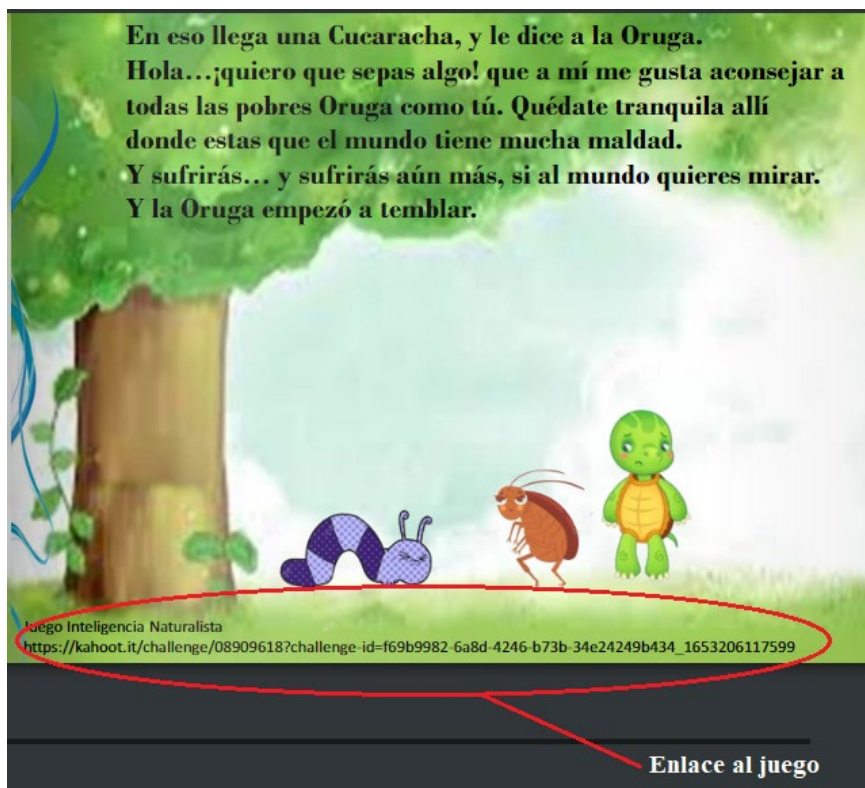 En eso llega una Cucaracha, y le dice a la Oruga.
Hola...¡quiero que sepas algo! que a mí me gusta aconsejar a
todas las pobres Oruga como tú. Quédate tranquila allí
donde estas que el mundo tiene mucha maldad.
Y sufrirás... y sufrirás aún más, si al mundo quieres mirar.
Y la Oruga empezó a temblar.
Juego Inteligencia Naturalista
https://kahoot.it/challenge/08909618?challenge-id=f69b9982-6a8d-4246-b73b-34e24249b434_1653206117599
Enlace al juego